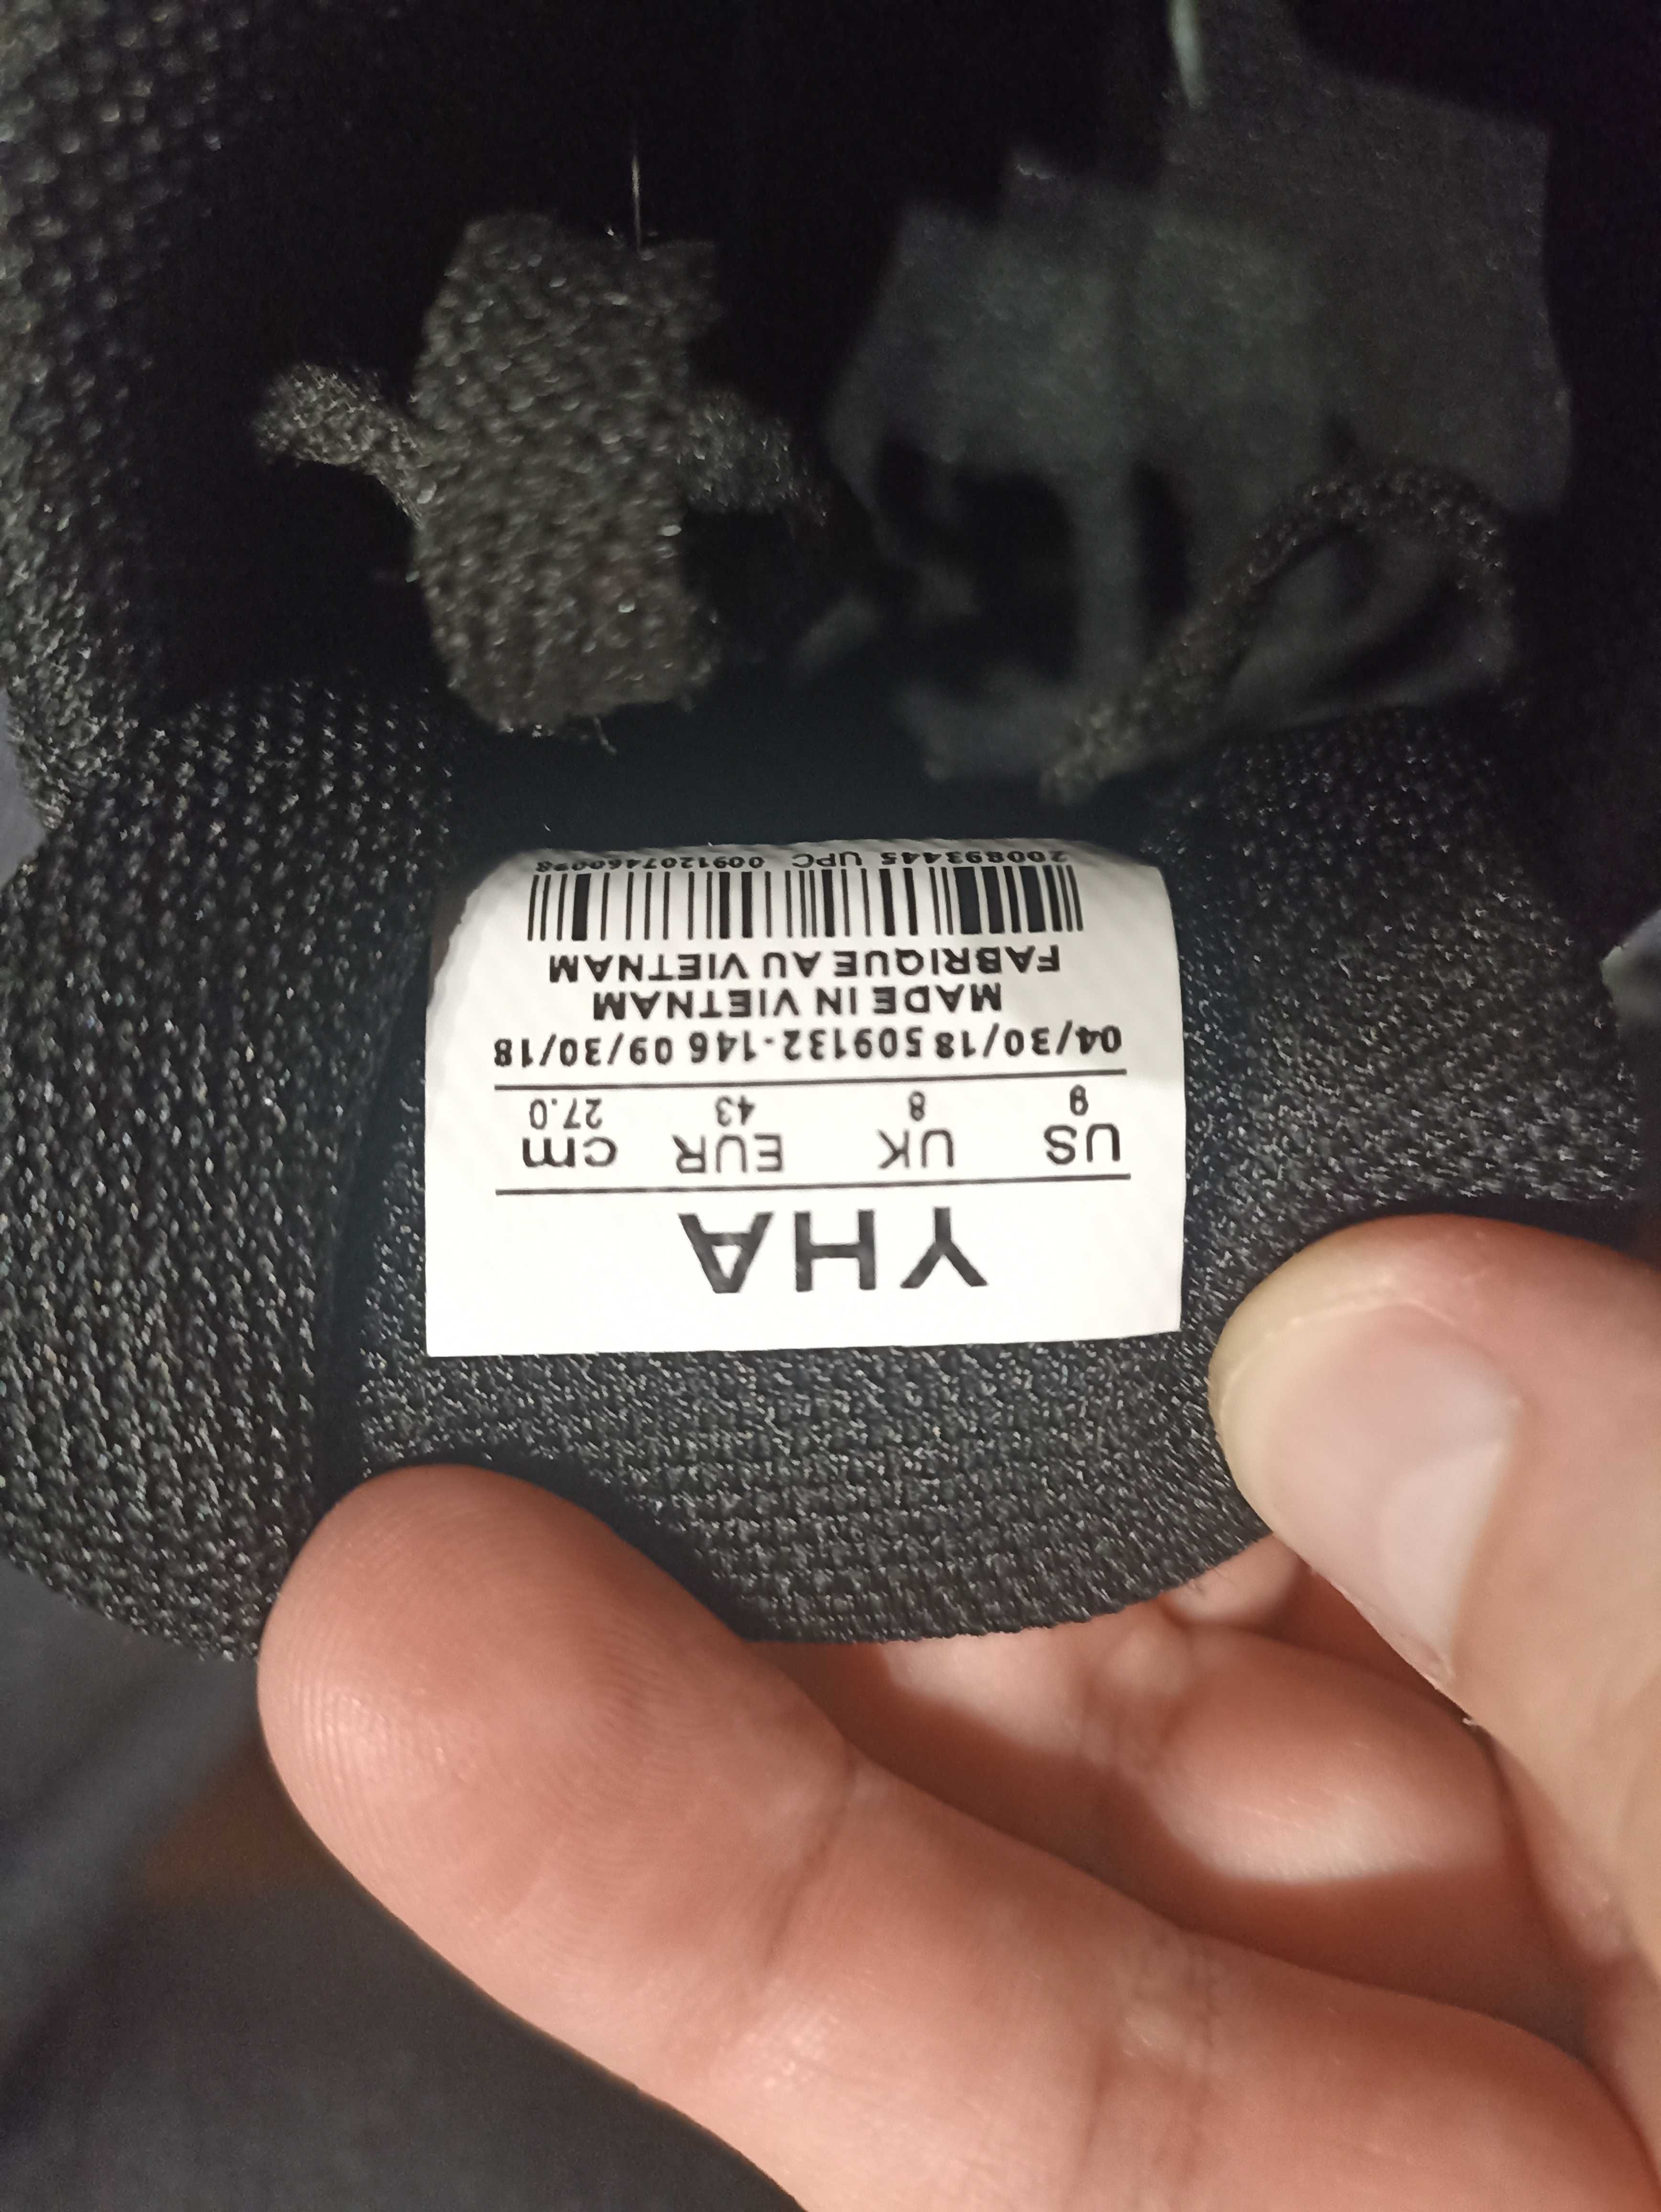 YHA
US UK EUR cm
9 8 43 27.0
04/30/18 509132-146 09/30/18
MADE IN VIETNAM
FABRIQUE AU VIETNAM
200893445 UPC